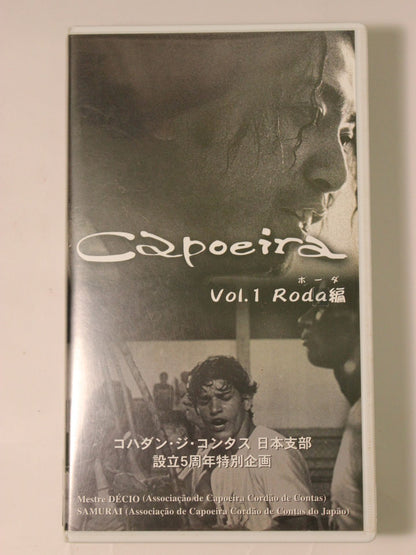 Capoeira
ホーダ
Vol.1 Roda編
コハダン・ジ・コンタス 日本支部
設立5周年特別企画
Mestre DÉCIO (Associação de Capoeira Cordão de Contas)
SAMURAI (Associação de Capoeira Cordão de Contas do Japão)